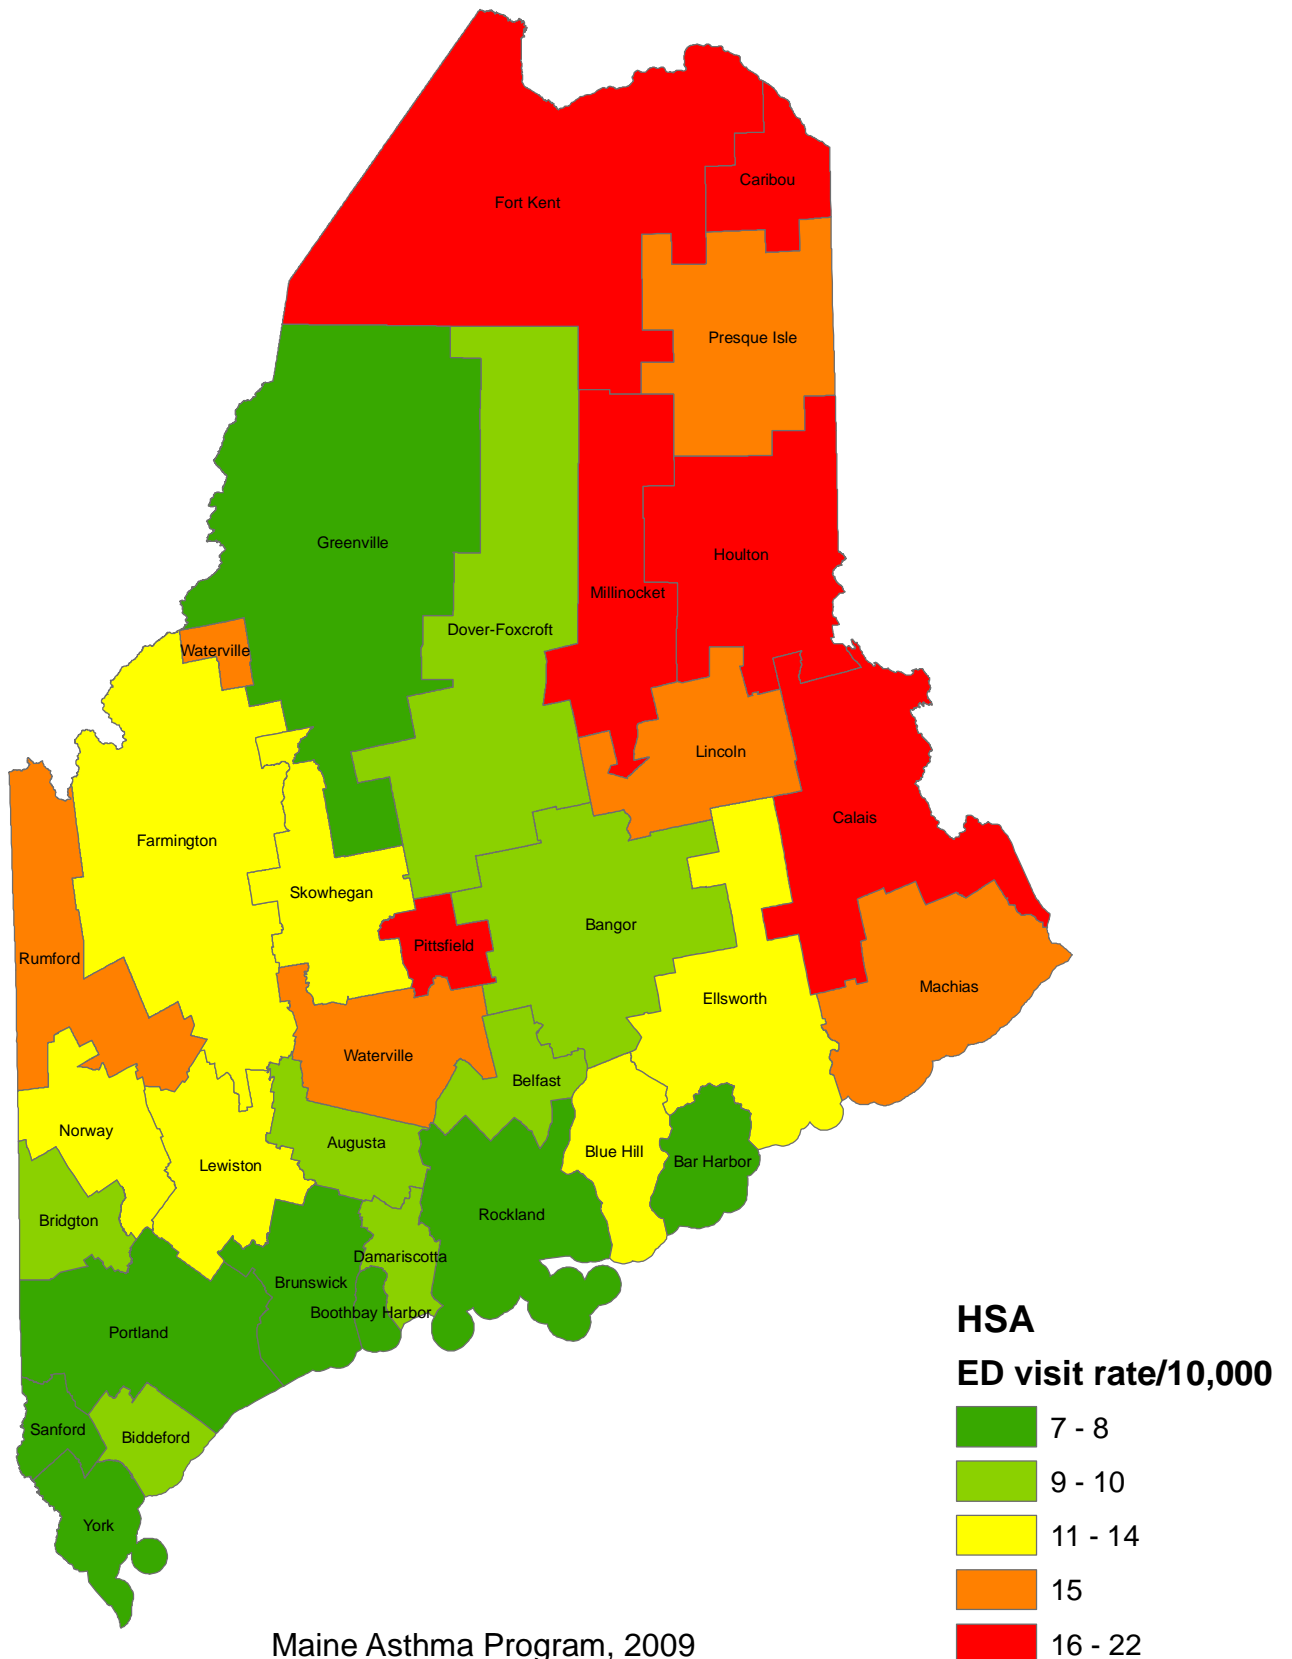 Caribou
Fort Kent
Presque Isle
Greenville
Houlton
Millinocket
Dover-Foxcroft
Waterville
Lincoln
Calais
Farmington
Skowhegan
Bangor
Pittsfield
Rumford
Machias
Ellsworth
Waterville
Belfast
Norway
Augusta
Blue Hill
Bar Harbor
Lewiston
Rockland
Bridgton
Damariscotta
Brunswick
Boothbay Harbor
Portland
Sanford
Biddeford
York
HSA
ED visit rate/10,000
7 - 8
9 - 10
11 - 14
15
16 - 22
Maine Asthma Program, 2009